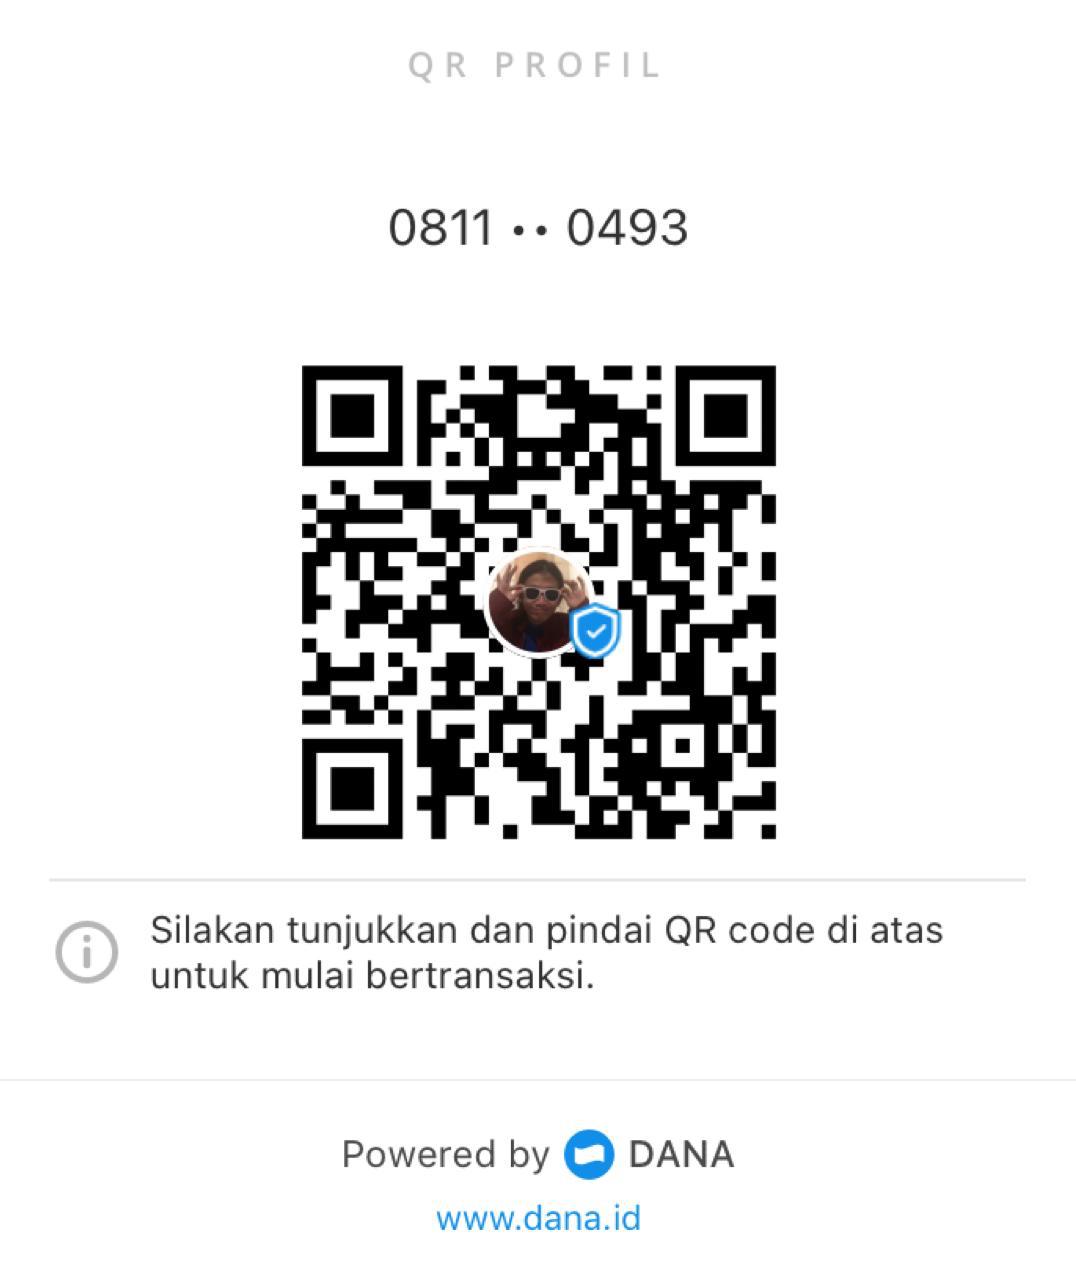 QR PROFIL
0811 •• 0493
Silakan tunjukkan dan pindai QR code di atas
untuk mulai bertransaksi.
Powered by DANA
www.dana.id